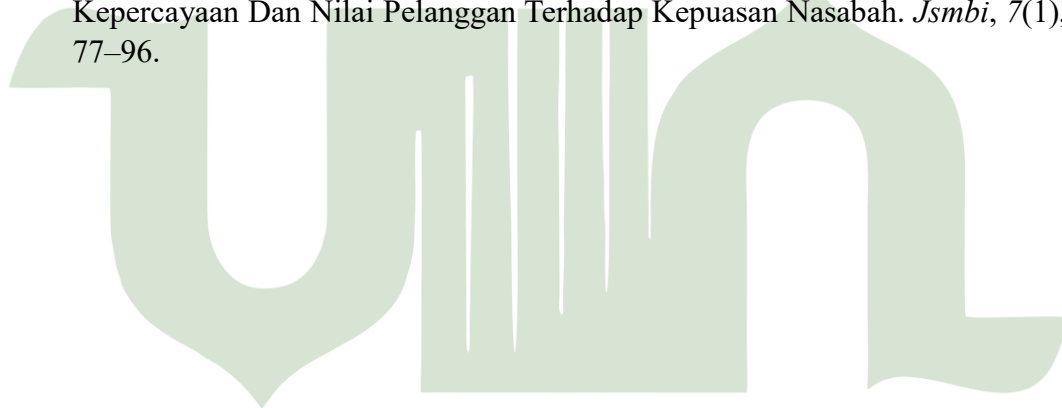 Kepercayaan Dan Nilai Pelanggan Terhadap Kepuasan Nasabah. Jsmbi, 7(1),
77–96.